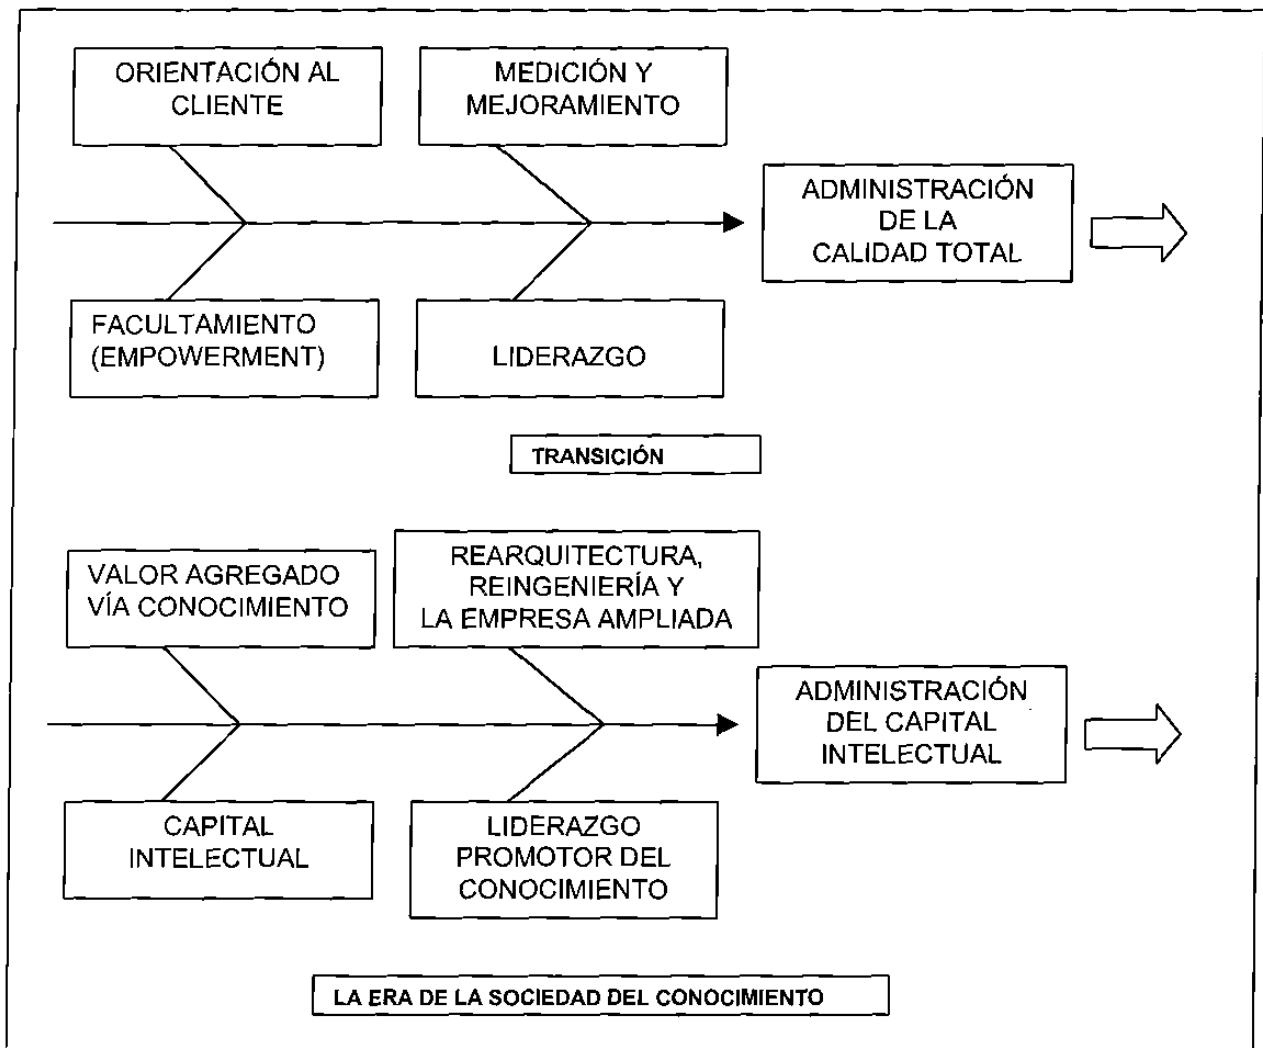 ORIENTACIÓN AL
CLIENTE
MEDICIÓN Y
MEJORAMIENTO
ADMINISTRACIÓN
DE LA
CALIDAD TOTAL
FACULTAMIENTO
(EMPOWERMENT)
LIDERAZGO
TRANSICIÓN
VALOR AGREGADO
VÍA CONOCIMIENTO
REARQUITECTURA,
REINGENIERÍA Y
LA EMPRESA AMPLIADA
ADMINISTRACIÓN
DEL CAPITAL
INTELECTUAL
CAPITAL
INTELECTUAL
LIDERAZGO
PROMOTOR DEL
CONOCIMIENTO
LA ERA DE LA SOCIEDAD DEL CONOCIMIENTO